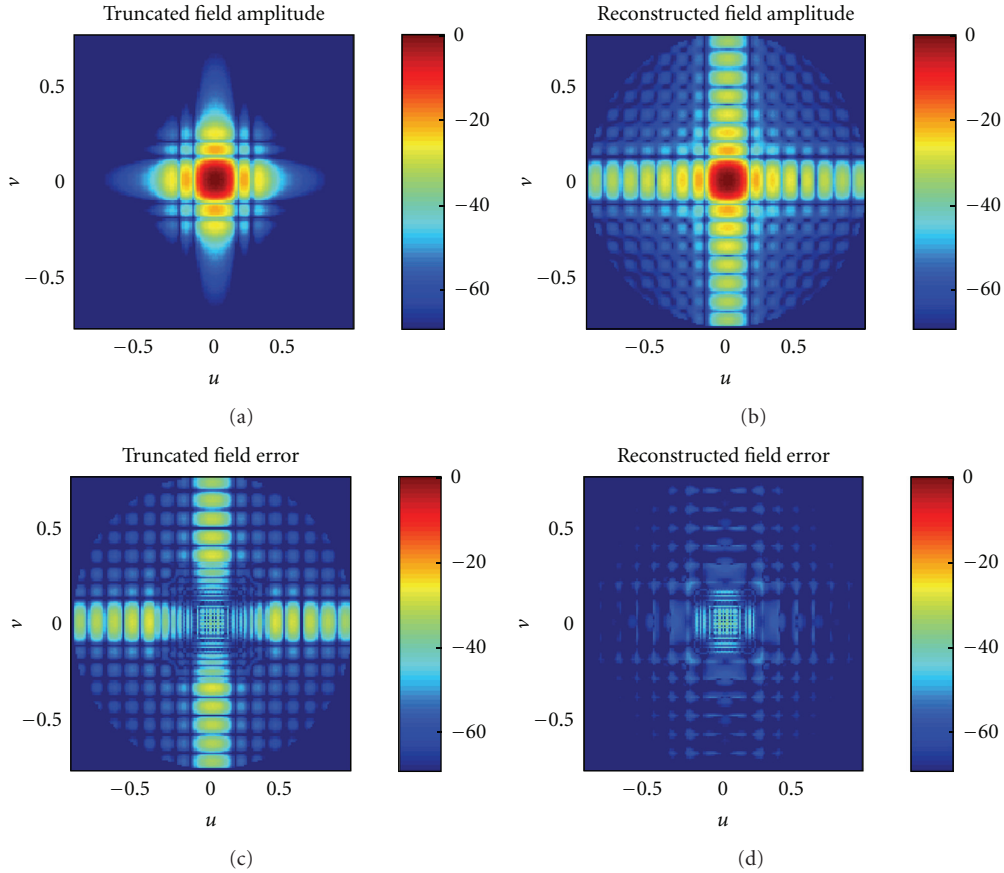 Truncated field amplitude
0
0.5
−20
v
0
−40
−0.5
−60
−0.5
0
0.5
u
(a)
Reconstructed field amplitude
0
0.5
−20
v
0
−40
−0.5
−60
−0.5
0
0.5
u
(b)
Truncated field error
0
0.5
−20
v
0
−40
−0.5
−60
−0.5
0
0.5
u
(c)
Reconstructed field error
0
0.5
−20
v
0
−40
−0.5
−60
−0.5
0
0.5
u
(d)